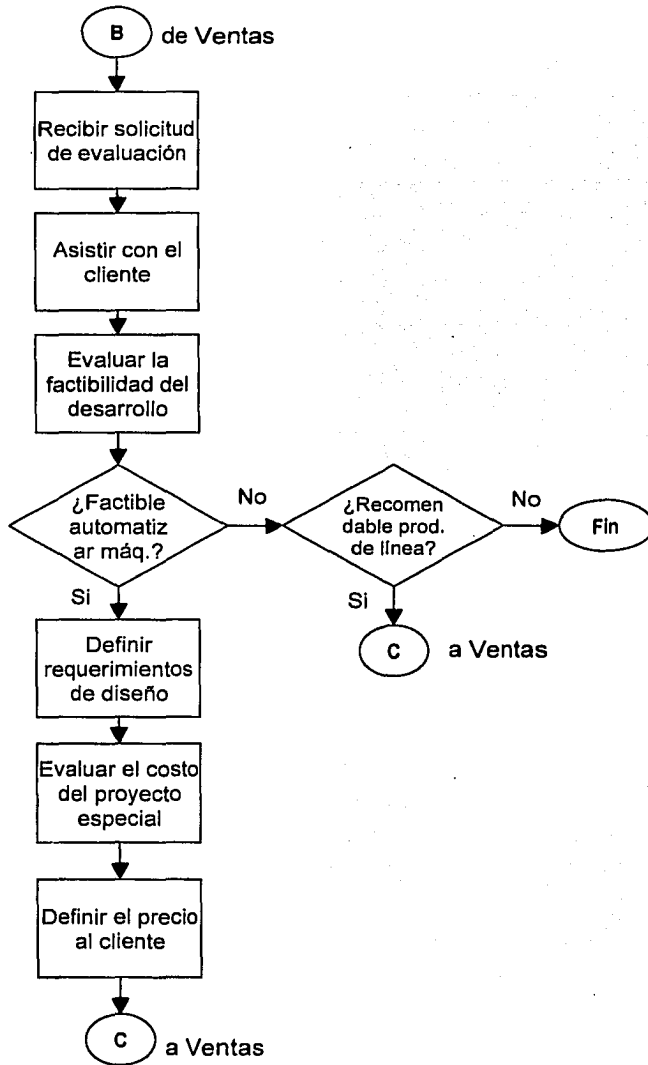 B de Ventas
Recibir solicitud
de evaluación
Asistir con el
cliente
Evaluar la
factibilidad del
desarrollo
¿Factible
automatiz
ar máq.?
No
¿Recomen
dable prod.
de línea?
No
Fin
Si
Si
C a Ventas
Definir
requerimientos
de diseño
Evaluar el costo
del proyecto
especial
Definir el precio
al cliente
C a Ventas